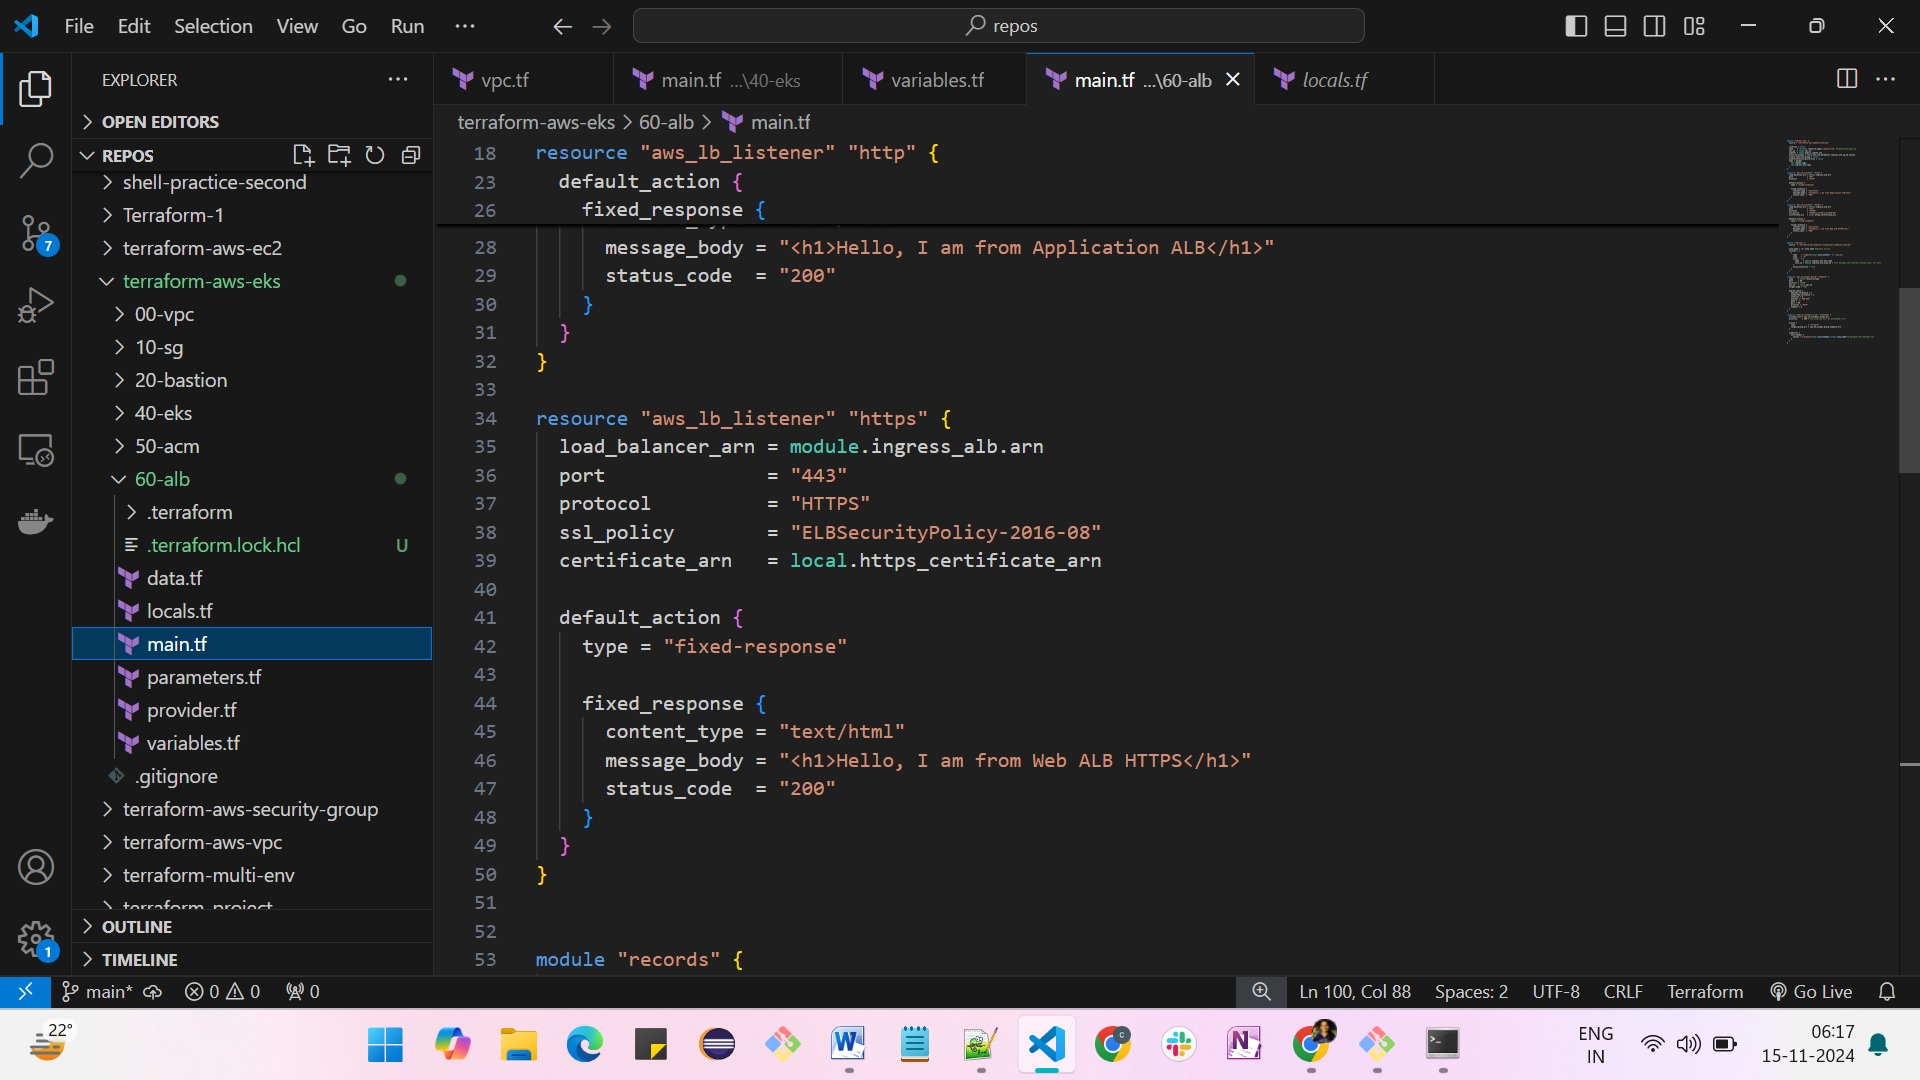 File Edit Selection View Go Run ··· repos
EXPLORER ···
OPEN EDITORS
REPOS
shell-practice-second
Terraform-1
7
terraform-aws-ec2
terraform-aws-eks
00-vpc
10-sg
20-bastion
40-eks
50-acm
60-alb
.terraform
.terraform.lock.hcl U
data.tf
locals.tf
main.tf
parameters.tf
provider.tf
variables.tf
.gitignore
terraform-aws-security-group
terraform-aws-vpc
terraform-multi-env
terraform-project
OUTLINE
1
TIMELINE
vpc.tf main.tf ...\40-eks variables.tf main.tf ...\60-alb locals.tf ···
terraform-aws-eks > 60-alb > main.tf
18 resource "aws_lb_listener" "http" {
23 default_action {
26 fixed_response {
28 message_body = "<h1>Hello, I am from Application ALB</h1>"
29 status_code = "200"
30 }
31 }
32 }
33
34 resource "aws_lb_listener" "https" {
35 load_balancer_arn = module.ingress_alb.arn
36 port = "443"
37 protocol = "HTTPS"
38 ssl_policy = "ELBSecurityPolicy-2016-08"
39 certificate_arn = local.https_certificate_arn
40
41 default_action {
42 type = "fixed-response"
43
44 fixed_response {
45 content_type = "text/html"
46 message_body = "<h1>Hello, I am from Web ALB HTTPS</h1>"
47 status_code = "200"
48 }
49 }
50 }
51
52
53 module "records" {
main* 0 0 0 Ln 100, Col 88 Spaces: 2 UTF-8 CRLF Terraform Go Live
22° ENG IN 06:17 15-11-2024